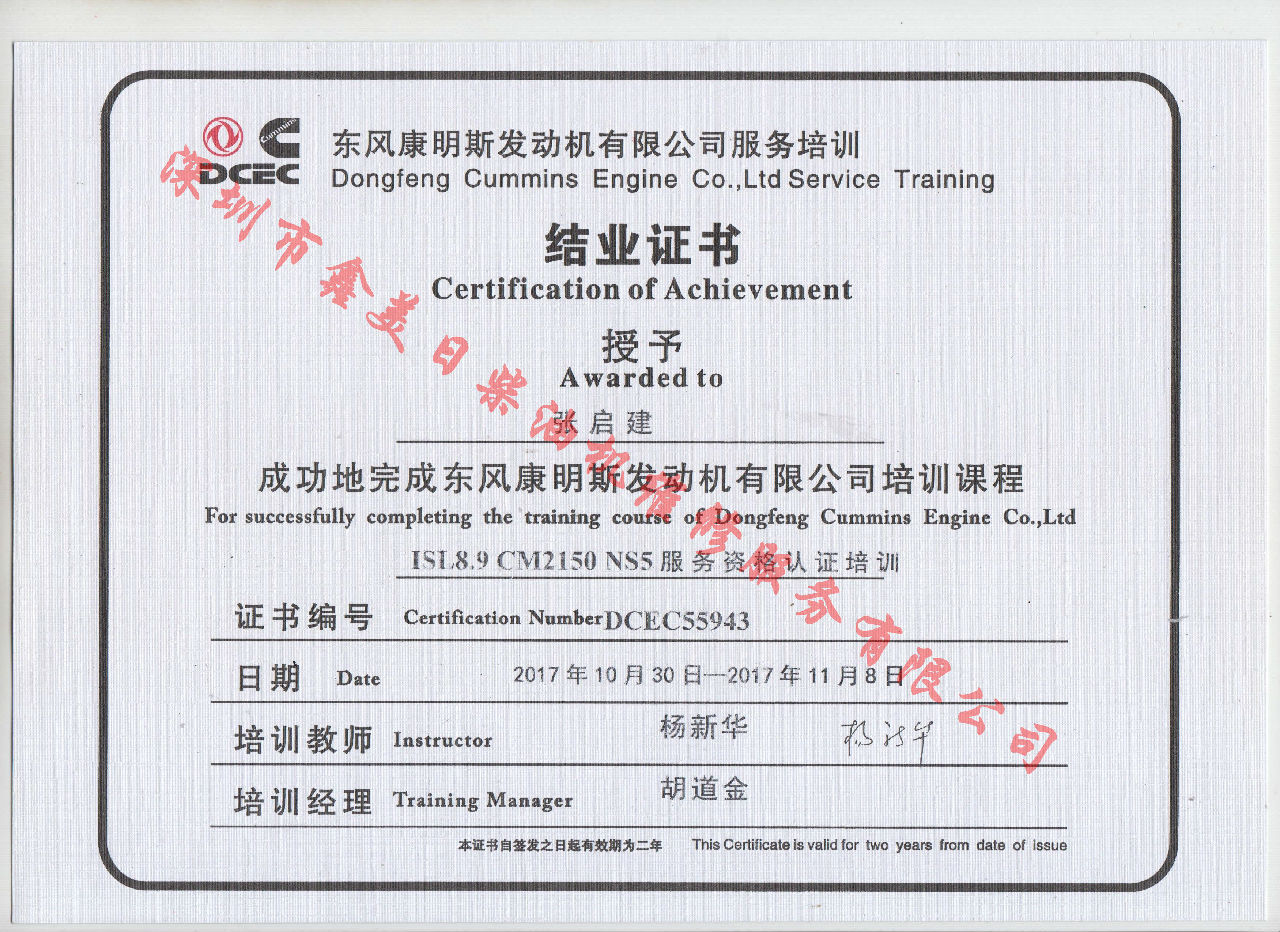 Cummins
DCEC
东风康明斯发动机有限公司服务培训
Dongfeng Cummins Engine Co.,Ltd Service Training
结业证书
Certification of Achievement
授予
Awarded to
张启建
成功地完成东风康明斯发动机有限公司培训课程
For successfully completing the training course of Dongfeng Cummins Engine Co.,Ltd
ISL8.9 CM2150 NS5 服务资格认证培训
证书编号 Certification Number DCEC55943
日期 Date 2017年10月30日—2017年11月8日
培训教师 Instructor 杨新华 杨新华
培训经理 Training Manager 胡道金
本证书自签发之日起有效期为二年 This Certificate is valid for two years from date of issue
深圳市鑫美日柴油机维修服务有限公司